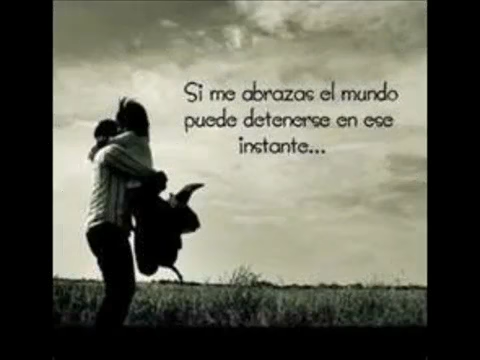 Si me abrazas el mundo
puede detenerse en ese
instante...